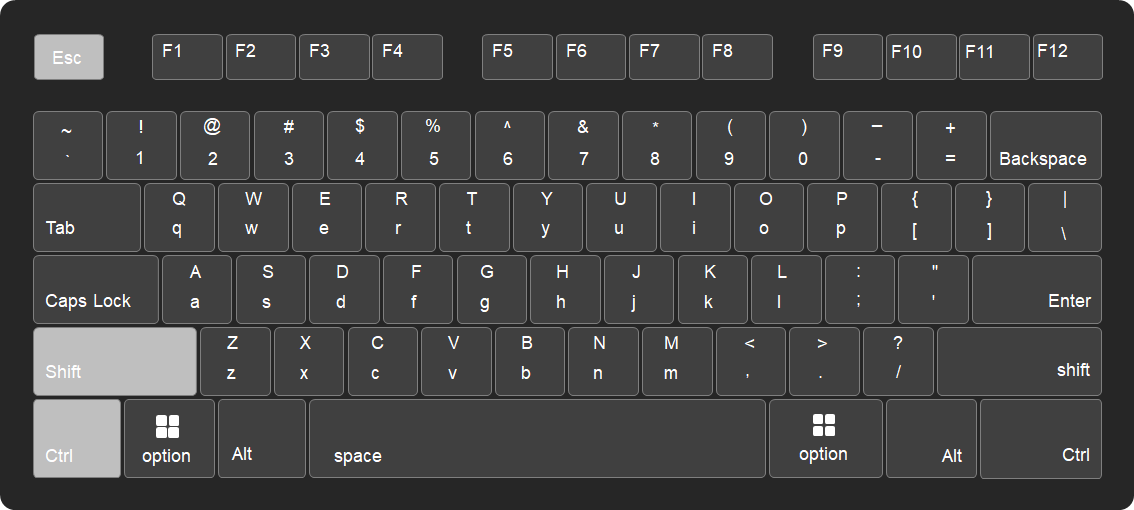 Esc F1 F2 F3 F4 F5 F6 F7 F8 F9 F10 F11 F12
~ ! @ # $ % ^ & * ( ) – +
` 1 2 3 4 5 6 7 8 9 0 - = Backspace
Q W E R T Y U I O P { } |
Tab q w e r t y u i o p [ ] \
A S D F G H J K L : "
Caps Lock a s d f g h j k l ; ' Enter
Z X C V B N M < > ?
Shift z x c v b n m , . / shift
Ctrl option Alt space option Alt Ctrl